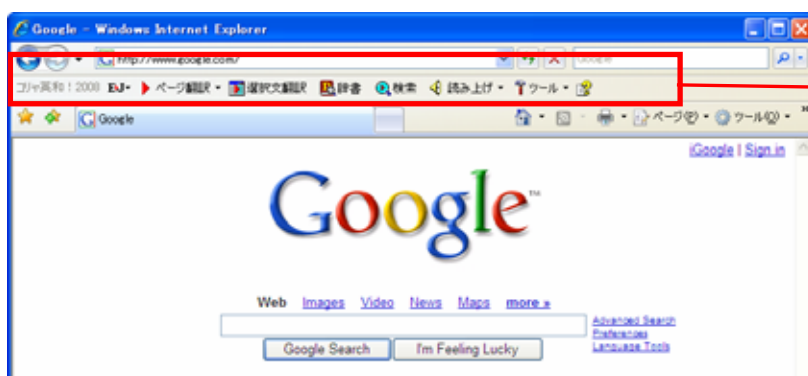 Google - Windows Internet Explorer
http://www.google.com/ Google
コリャ英和!2000 EtoJ ページ翻訳 選択文翻訳 辞書 検索 読み上げ ツール
Google ページ(P) ツール(O) »
iGoogle | Sign in
Google™
Web Images Video News Maps more »
Advanced Search
Preferences
Google Search I'm Feeling Lucky Language Tools